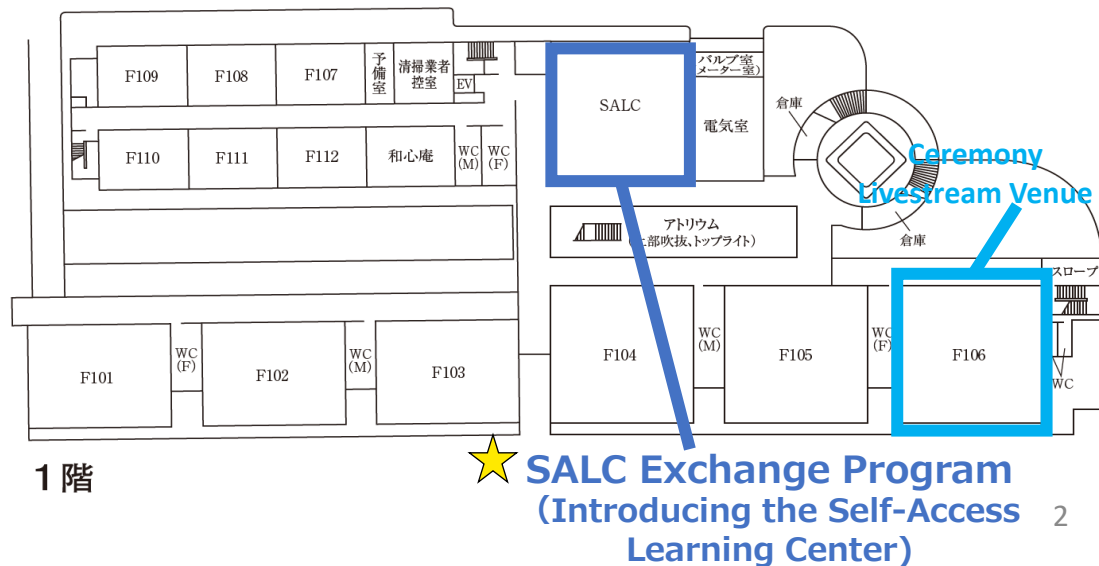 F109
F108
F107
予備室
清掃業者
控室
EV
SALC
バルブ室
メーター室）
電気室
倉庫
F110
F111
F112
和心庵
WC
(M)
WC
(F)
Ceremony
Livestream Venue
倉庫
アトリウム
上部吹抜、トップライト）
スロープ
F101
WC
(F)
F102
WC
(M)
F103
F104
WC
(M)
F105
WC
(F)
F106
WC
1階
SALC Exchange Program
（Introducing the Self-Access
Learning Center）
2